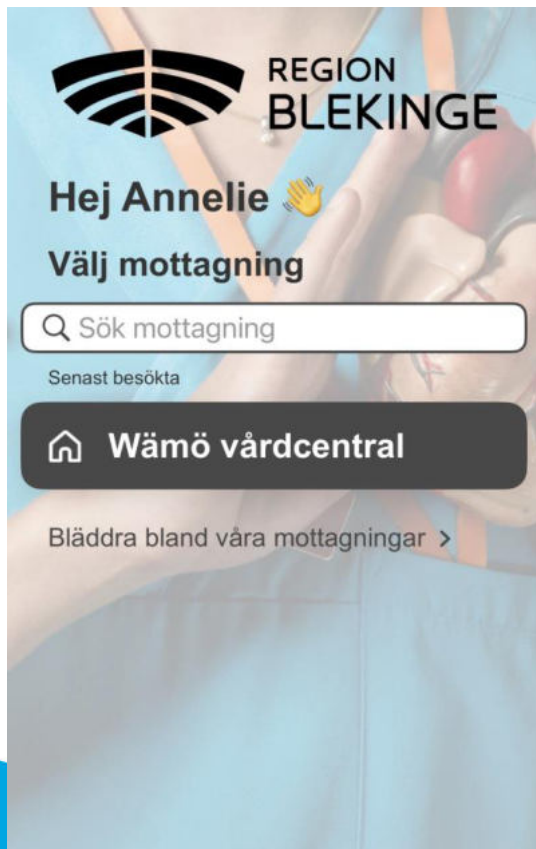 REGION
BLEKINGE
Hej Annelie 👋
Välj mottagning
Sök mottagning
Senast besökta
Wämö vårdcentral
Bläddra bland våra mottagningar >